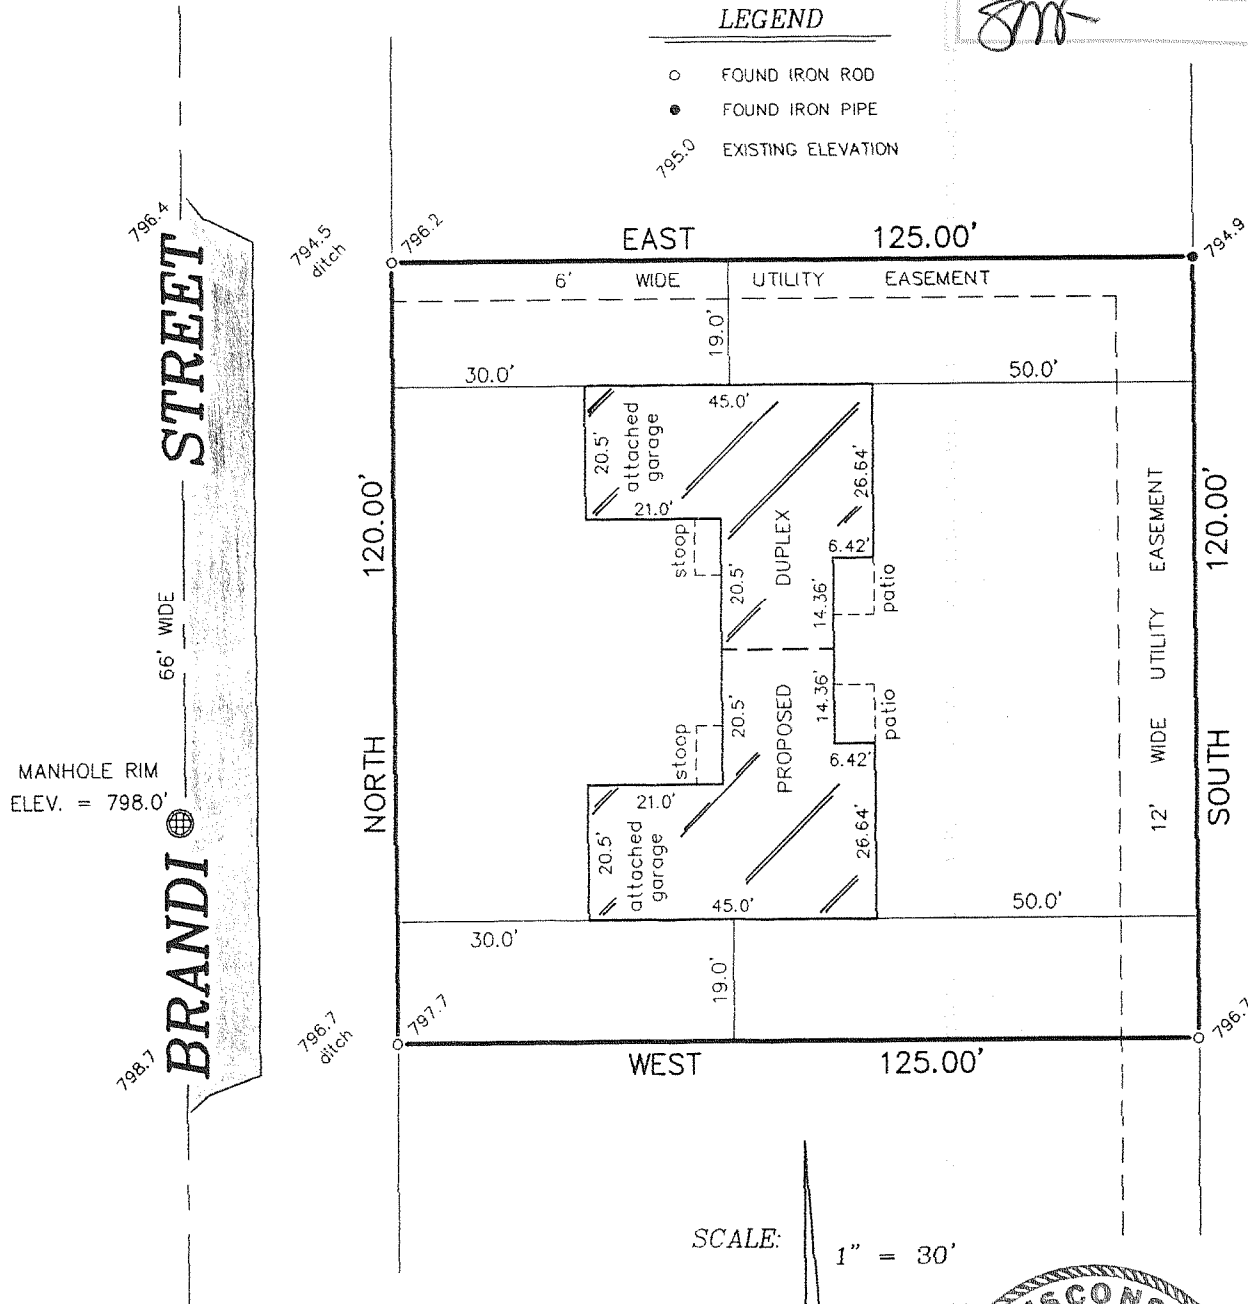 LEGEND
FOUND IRON ROD
FOUND IRON PIPE
795.0 EXISTING ELEVATION
796.4
794.5
ditch
796.2
EAST 125.00'
794.9
6' WIDE UTILITY EASEMENT
19.0'
30.0'
50.0'
45.0'
20.5'
attached
garage
21.0'
26.64'
stoop
20.5'
DUPLEX
6.42'
14.36'
patio
120.00'
NORTH
120.00'
SOUTH
12' WIDE UTILITY EASEMENT
BRANDI STREET
66' WIDE
MANHOLE RIM
ELEV. = 798.0'
stoop
20.5'
PROPOSED
14.36'
patio
6.42'
21.0'
20.5'
attached
garage
26.64'
45.0'
30.0'
50.0'
19.0'
798.7
796.7
ditch
797.7
796.7
WEST 125.00'
SCALE: 1" = 30'